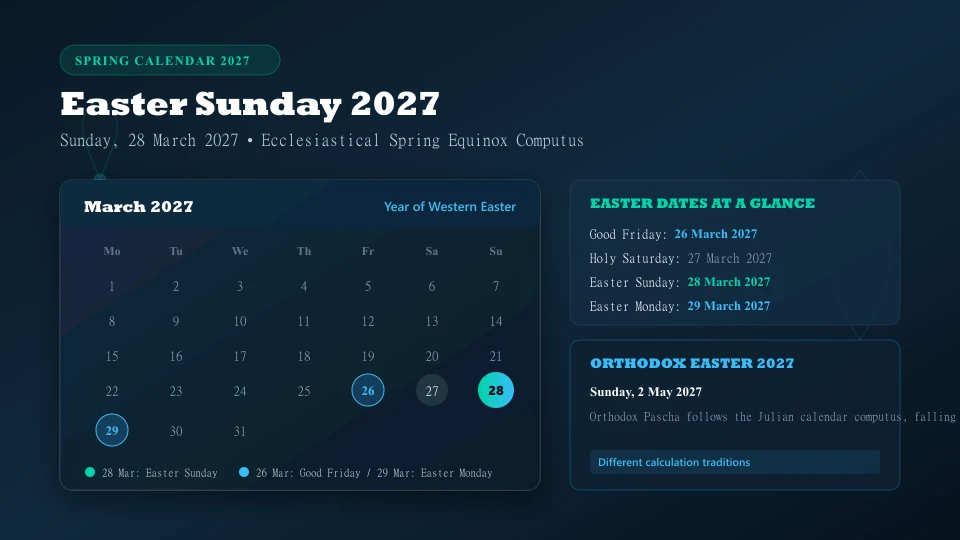 SPRING CALENDAR 2027
Easter Sunday 2027
Sunday, 28 March 2027 • Ecclesiastical Spring Equinox Computus
March 2027
Year of Western Easter
Mo Tu We Th Fr Sa Su
1 2 3 4 5 6 7
8 9 10 11 12 13 14
15 16 17 18 19 20 21
22 23 24 25 26 27 28
29 30 31
28 Mar: Easter Sunday
26 Mar: Good Friday / 29 Mar: Easter Monday
EASTER DATES AT A GLANCE
Good Friday: 26 March 2027
Holy Saturday: 27 March 2027
Easter Sunday: 28 March 2027
Easter Monday: 29 March 2027
ORTHODOX EASTER 2027
Sunday, 2 May 2027
Orthodox Pascha follows the Julian calendar computus, falling
Different calculation traditions